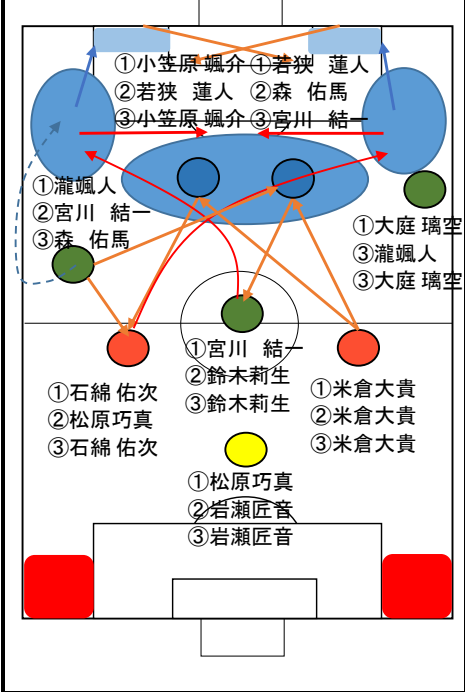 ①小笠原 颯介
②若狭 蓮人
③小笠原 颯介
①若狭 蓮人
②森 佑馬
③宮川 結一
①瀧颯人
②宮川 結一
③森 佑馬
①大庭 璃空
③瀧颯人
③大庭 璃空
①宮川 結一
②鈴木莉生
③鈴木莉生
①石綿 佑次
②松原巧真
③石綿 佑次
①米倉大貴
②米倉大貴
③米倉大貴
①松原巧真
②岩瀬匠音
③岩瀬匠音